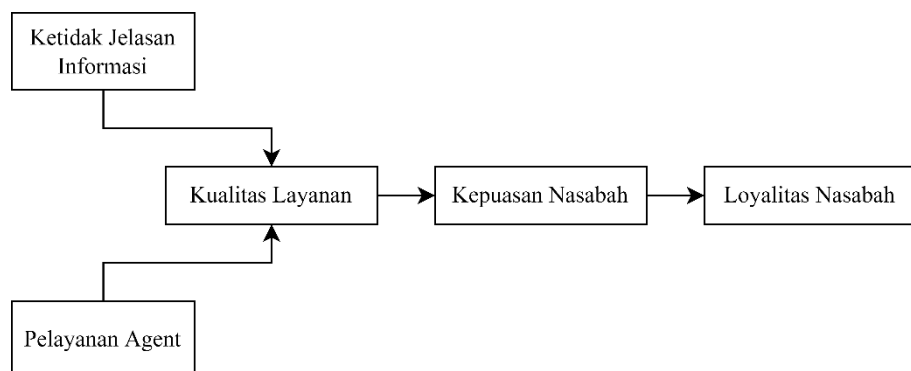 Ketidak Jelasan
Informasi
Kualitas Layanan
Kepuasan Nasabah
Loyalitas Nasabah
Pelayanan Agent